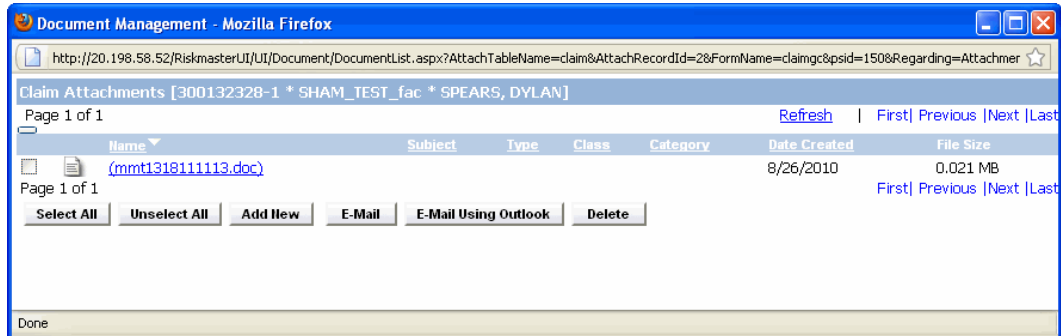 Document Management - Mozilla Firefox
http://20.198.58.52/RiskmasterUI/UI/Document/DocumentList.aspx?AttachTableName=claim&AttachRecordId=2&FormName=claimgc&psid=150&Regarding=Attachmer
Claim Attachments [300132328-1 * SHAM_TEST_fac * SPEARS, DYLAN]
Page 1 of 1 Refresh | First| Previous |Next |Last
Name Subject Type Class Category Date Created File Size
(mmt1318111113.doc) 8/26/2010 0.021 MB
Page 1 of 1 First| Previous |Next |Last
Select All Unselect All Add New E-Mail E-Mail Using Outlook Delete
Done